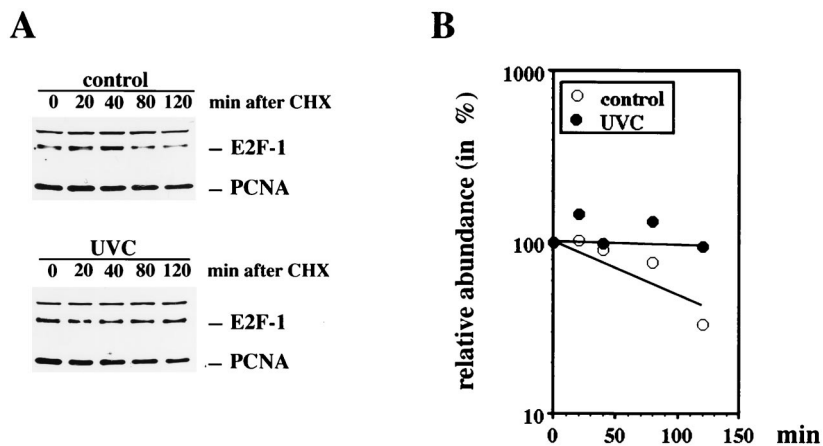 A
control
0 20 40 80 120 min after CHX
– E2F-1
– PCNA
UVC
0 20 40 80 120 min after CHX
– E2F-1
– PCNA
B
relative abundance (in %)
1000
100
10
control
UVC
0 50 100 150 min